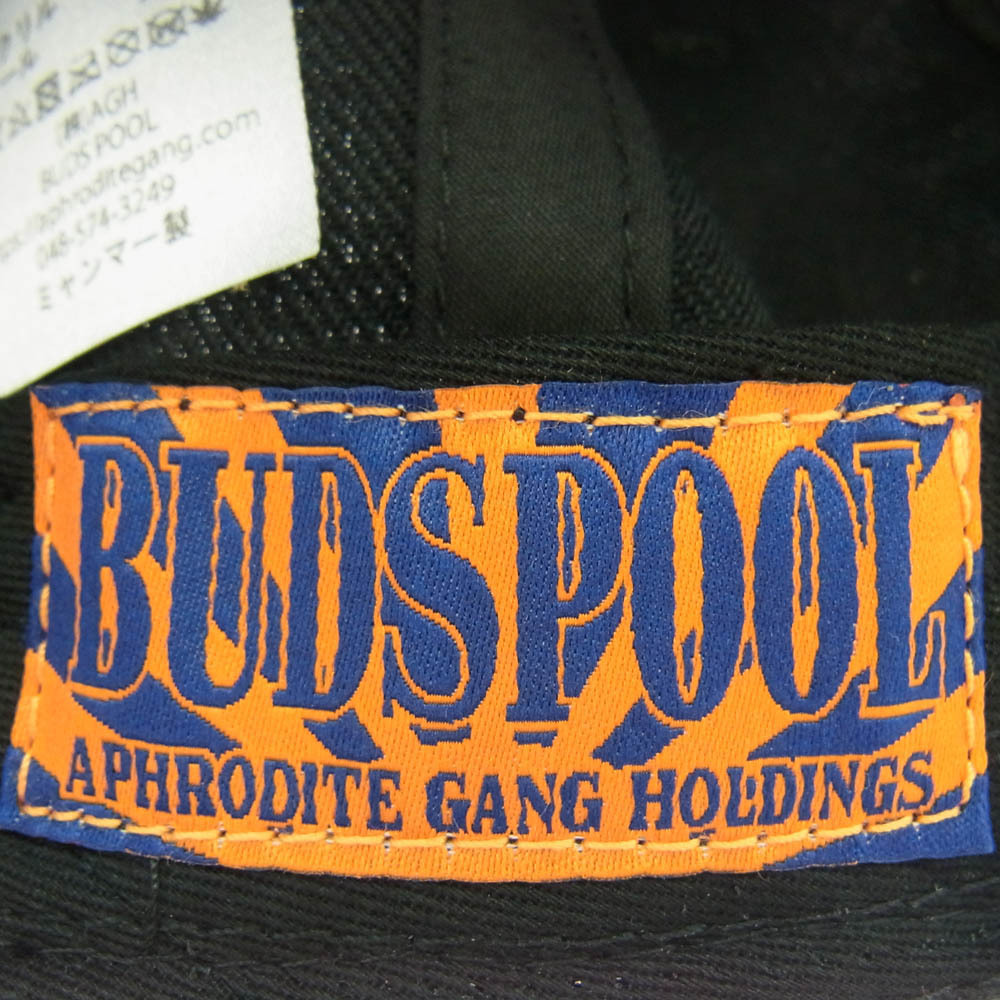 ㈱AGH
BUDS POOL
aphroditegang.com
048-574-3249
ミャンマー製
BUDSPOOL
APHRODITE GANG HOLDINGS